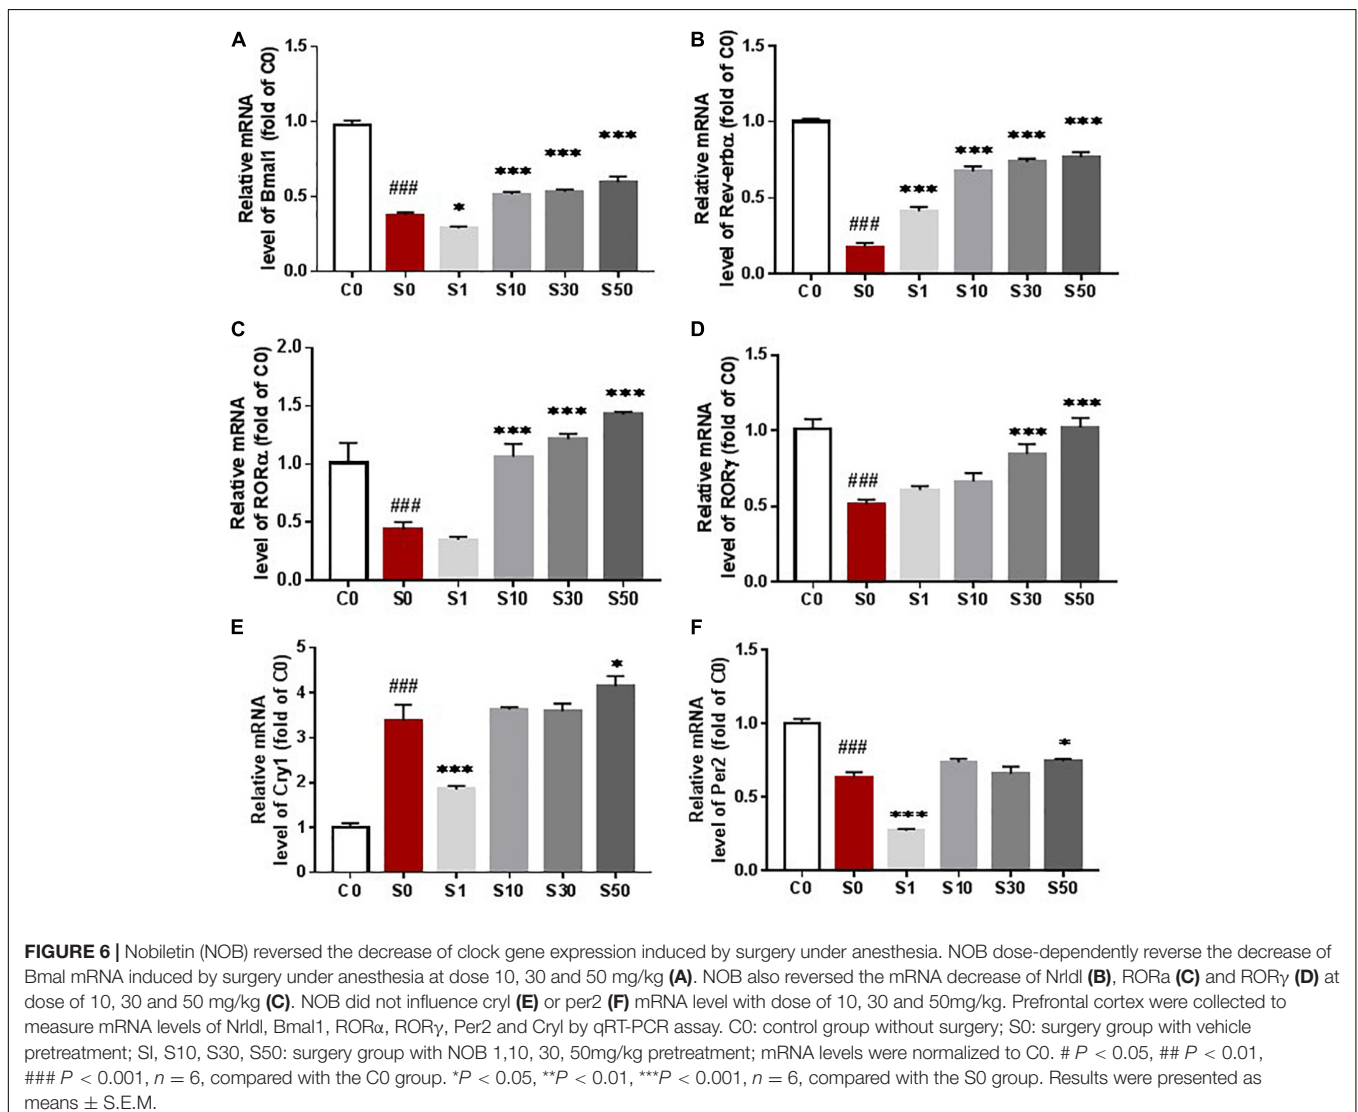 A
Relative mRNA
level of Bmal1 (fold of C0)
1.5
1.0
0.5
0.0
###
*
***
***
***
C0 S0 S1 S10 S30 S50
B
Relative mRNA
level of Rev-erbα (fold of C0)
1.5
1.0
0.5
0.0
###
***
***
***
***
C0 S0 S1 S10 S30 S50
C
Relative mRNA
level of RORα (fold of C0)
2.0
1.5
1.0
0.5
0.0
###
***
***
***
C0 S0 S1 S10 S30 S50
D
Relative mRNA
level of RORγ (fold of C0)
1.5
1.0
0.5
0.0
###
***
***
C0 S0 S1 S10 S30 S50
E
Relative mRNA
level of Cry1 (fold of C0)
5
4
3
2
1
0
###
***
*
C0 S0 S1 S10 S30 S50
F
Relative mRNA
level of Per2 (fold of C0)
1.5
1.0
0.5
0.0
###
***
*
C0 S0 S1 S10 S30 S50
FIGURE 6 | Nobiletin (NOB) reversed the decrease of clock gene expression induced by surgery under anesthesia. NOB dose-dependently reverse the decrease of
Bmal mRNA induced by surgery under anesthesia at dose 10, 30 and 50 mg/kg (A). NOB also reversed the mRNA decrease of Nrldl (B), RORa (C) and RORγ (D) at
dose of 10, 30 and 50 mg/kg (C). NOB did not influence cryl (E) or per2 (F) mRNA level with dose of 10, 30 and 50mg/kg. Prefrontal cortex were collected to
measure mRNA levels of Nrldl, Bmal1, RORα, RORγ, Per2 and Cryl by qRT-PCR assay. C0: control group without surgery; S0: surgery group with vehicle
pretreatment; SI, S10, S30, S50: surgery group with NOB 1,10, 30, 50mg/kg pretreatment; mRNA levels were normalized to C0. # P < 0.05, ## P < 0.01,
### P < 0.001, n = 6, compared with the C0 group. *P < 0.05, **P < 0.01, ***P < 0.001, n = 6, compared with the S0 group. Results were presented as
means ± S.E.M.